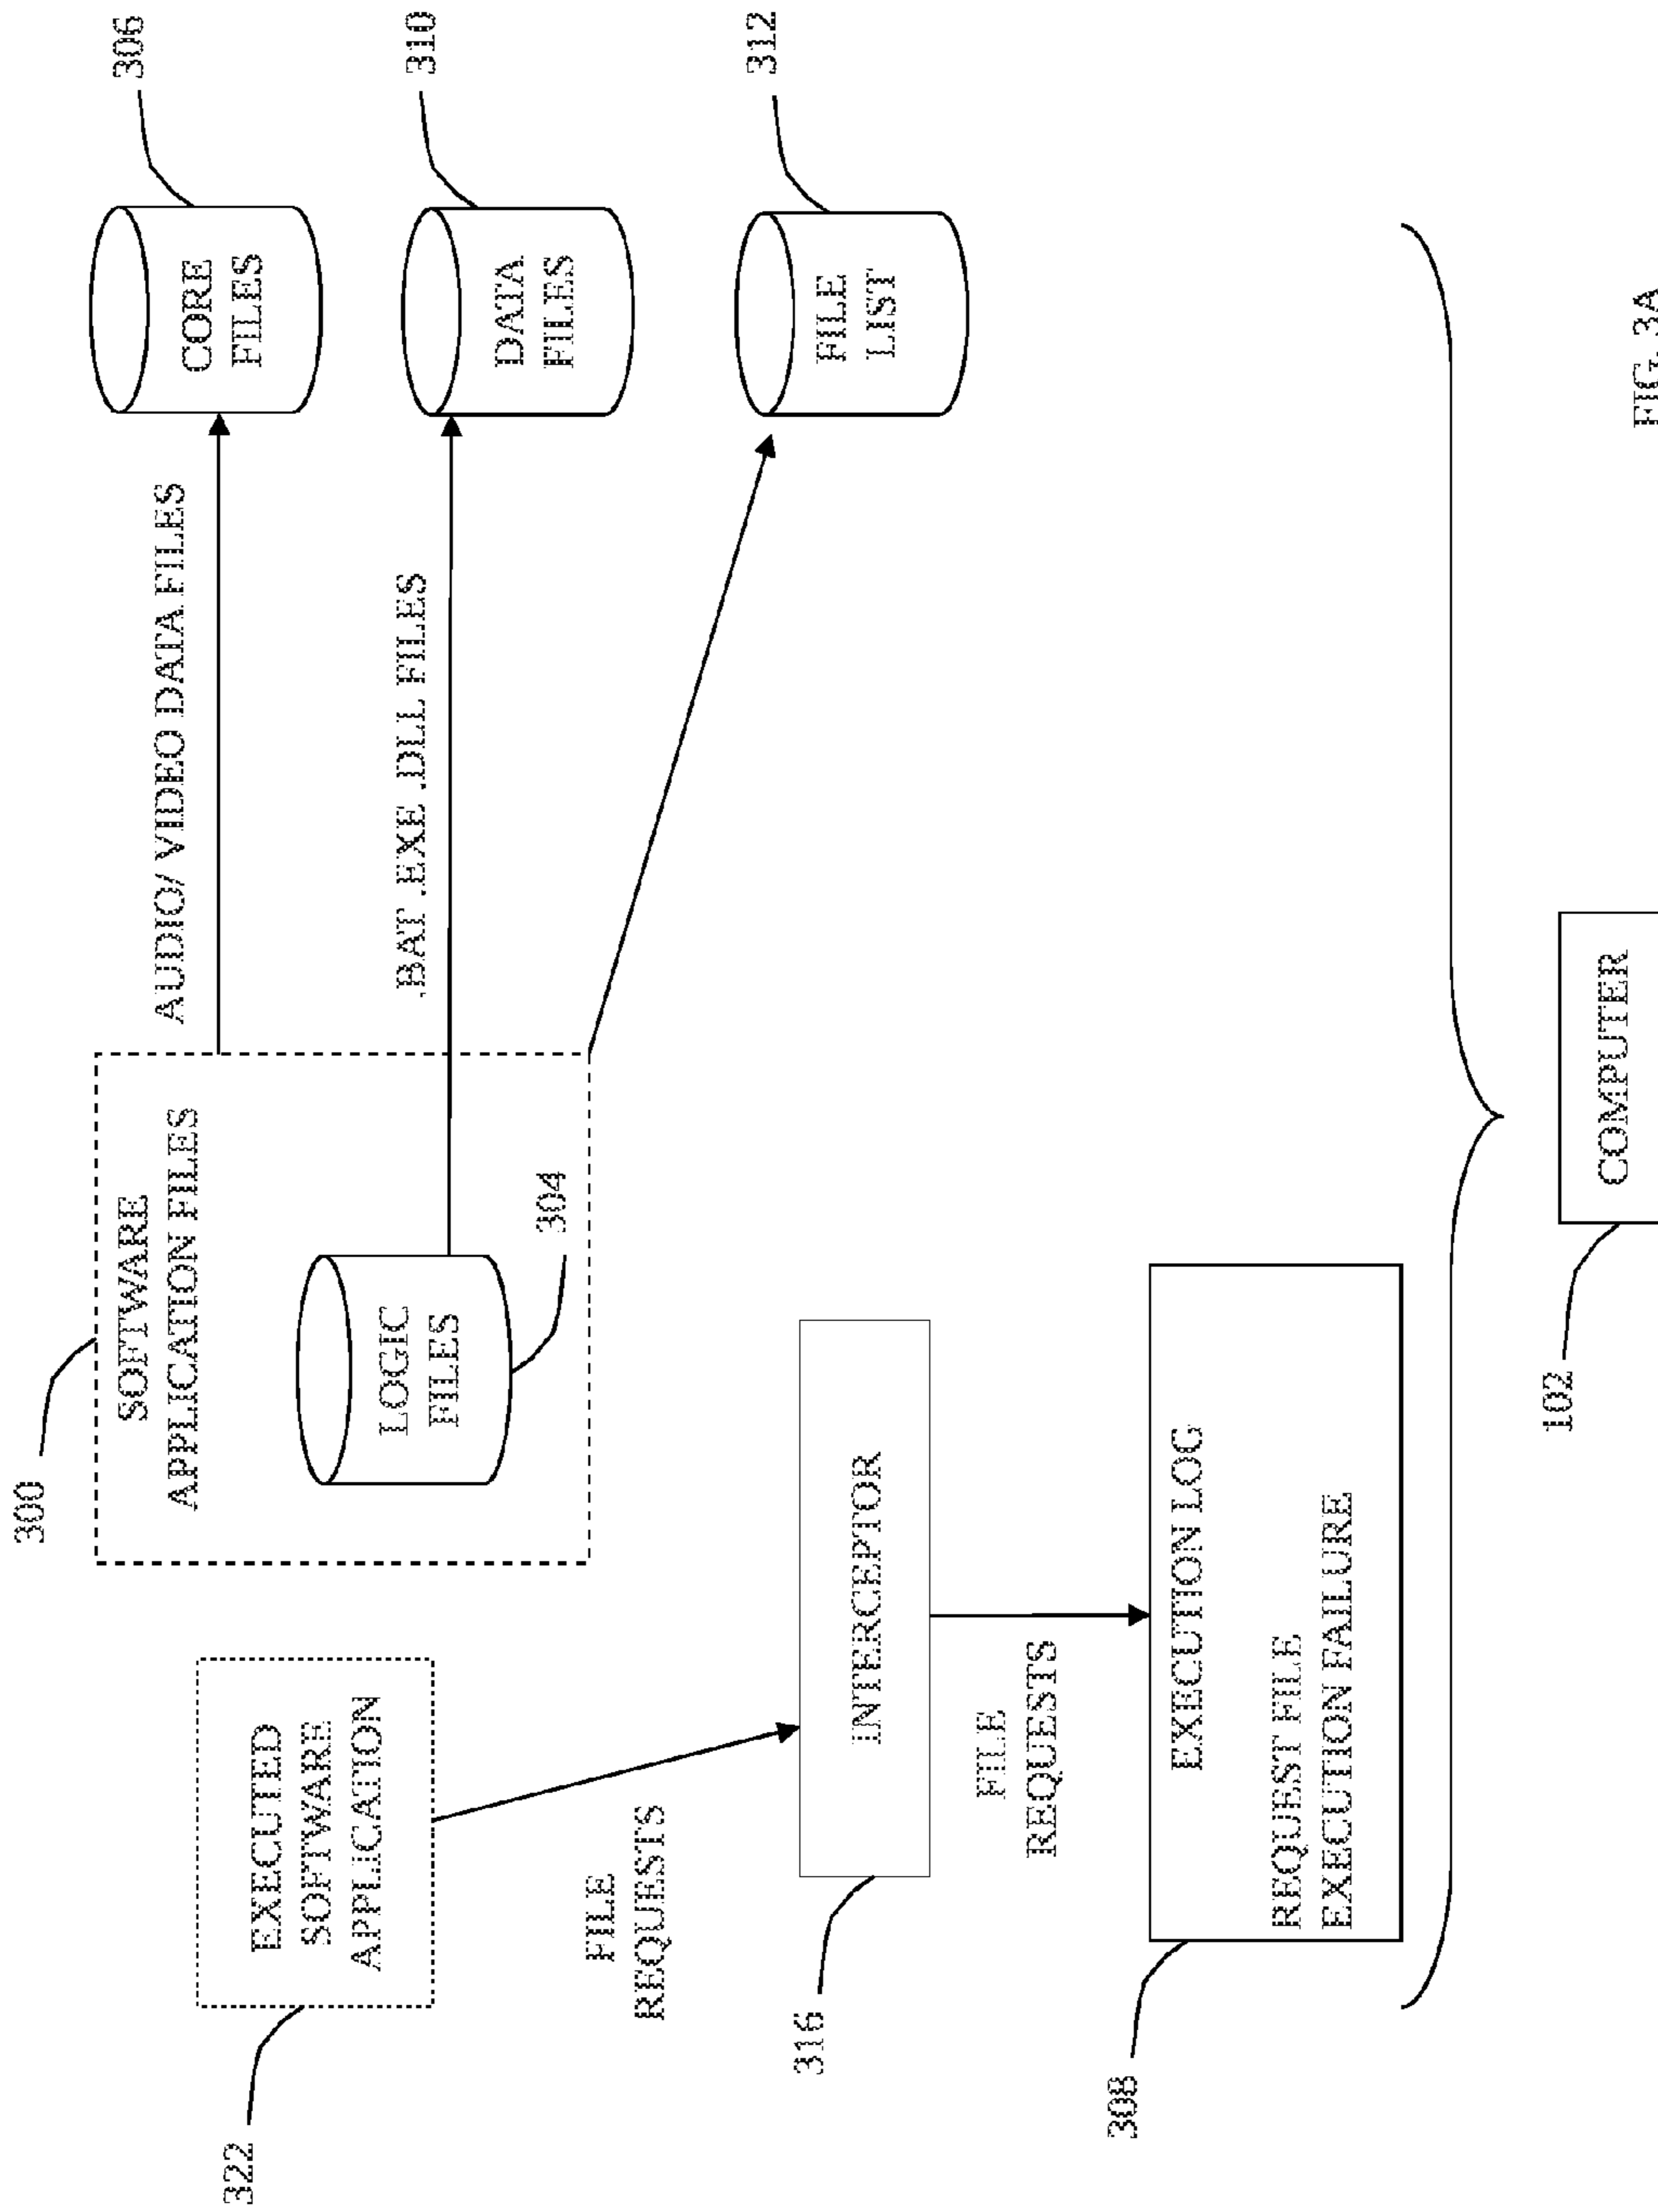 322
EXECUTED
SOFTWARE
APPLICATION
300
SOFTWARE
APPLICATION FILES
LOGIC
FILES
304
AUDIO/ VIDEO DATA FILES
.BAT .EXE .DLL FILES
CORE
FILES
306
DATA
FILES
310
FILE
LIST
312
FILE
REQUESTS
316
INTERCEPTOR
FILE
REQUESTS
308
EXECUTION LOG
REQUEST FILE
EXECUTION FAILURE
102
COMPUTER
FIG. 3A